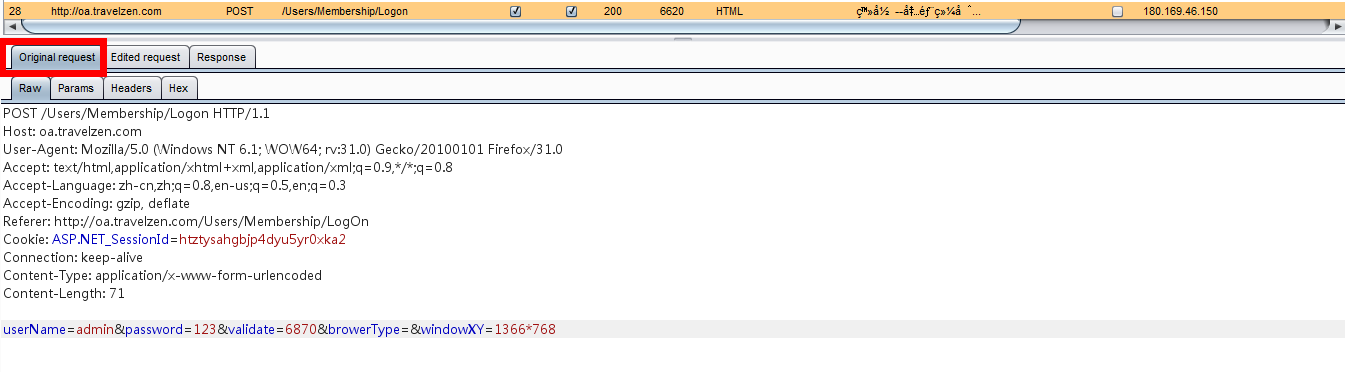 28 http://oa.travelzen.com POST /Users/Membership/Logon 200 6620 HTML 180.169.46.150
Original request Edited request Response
Raw Params Headers Hex
POST /Users/Membership/Logon HTTP/1.1
Host: oa.travelzen.com
User-Agent: Mozilla/5.0 (Windows NT 6.1; WOW64; rv:31.0) Gecko/20100101 Firefox/31.0
Accept: text/html,application/xhtml+xml,application/xml;q=0.9,*/*;q=0.8
Accept-Language: zh-cn,zh;q=0.8,en-us;q=0.5,en;q=0.3
Accept-Encoding: gzip, deflate
Referer: http://oa.travelzen.com/Users/Membership/LogOn
Cookie: ASP.NET_SessionId=htztysahgbjp4dyu5yr0xka2
Connection: keep-alive
Content-Type: application/x-www-form-urlencoded
Content-Length: 71
userName=admin&password=123&validate=6870&browerType=&windowXY=1366*768